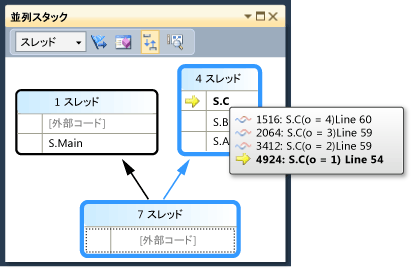 並列スタック
スレッド
1 スレッド
[外部コード]
S.Main
4 スレッド
S.C
S.B
S.A
1516: S.C(o = 4)Line 60
2064: S.C(o = 3)Line 59
3412: S.C(o = 2)Line 59
4924: S.C(o = 1) Line 54
7 スレッド
[外部コード]